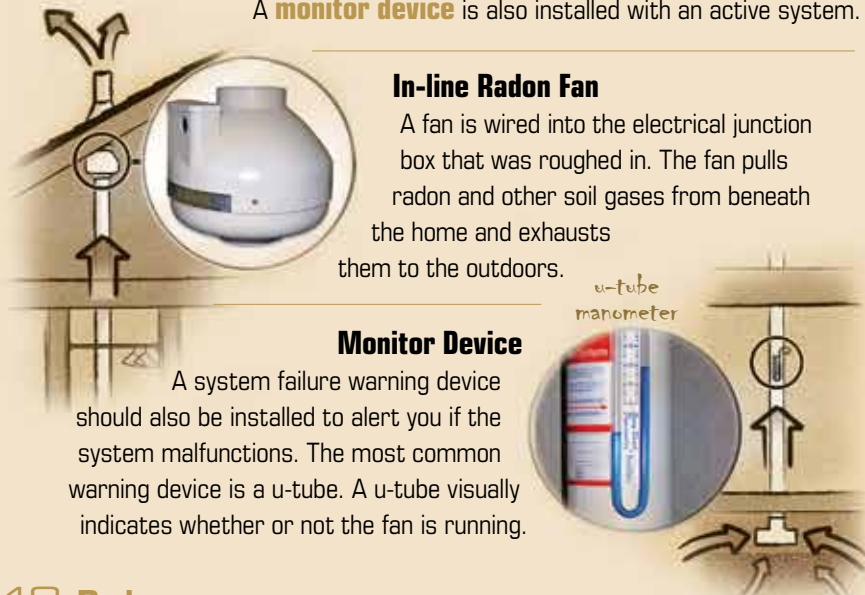 A monitor device is also installed with an active system.
In-line Radon Fan
A fan is wired into the electrical junction
box that was roughed in. The fan pulls
radon and other soil gases from beneath
the home and exhausts
them to the outdoors.
u-tube
manometer
Monitor Device
A system failure warning device
should also be installed to alert you if the
system malfunctions. The most common
warning device is a u-tube. A u-tube visually
indicates whether or not the fan is running.